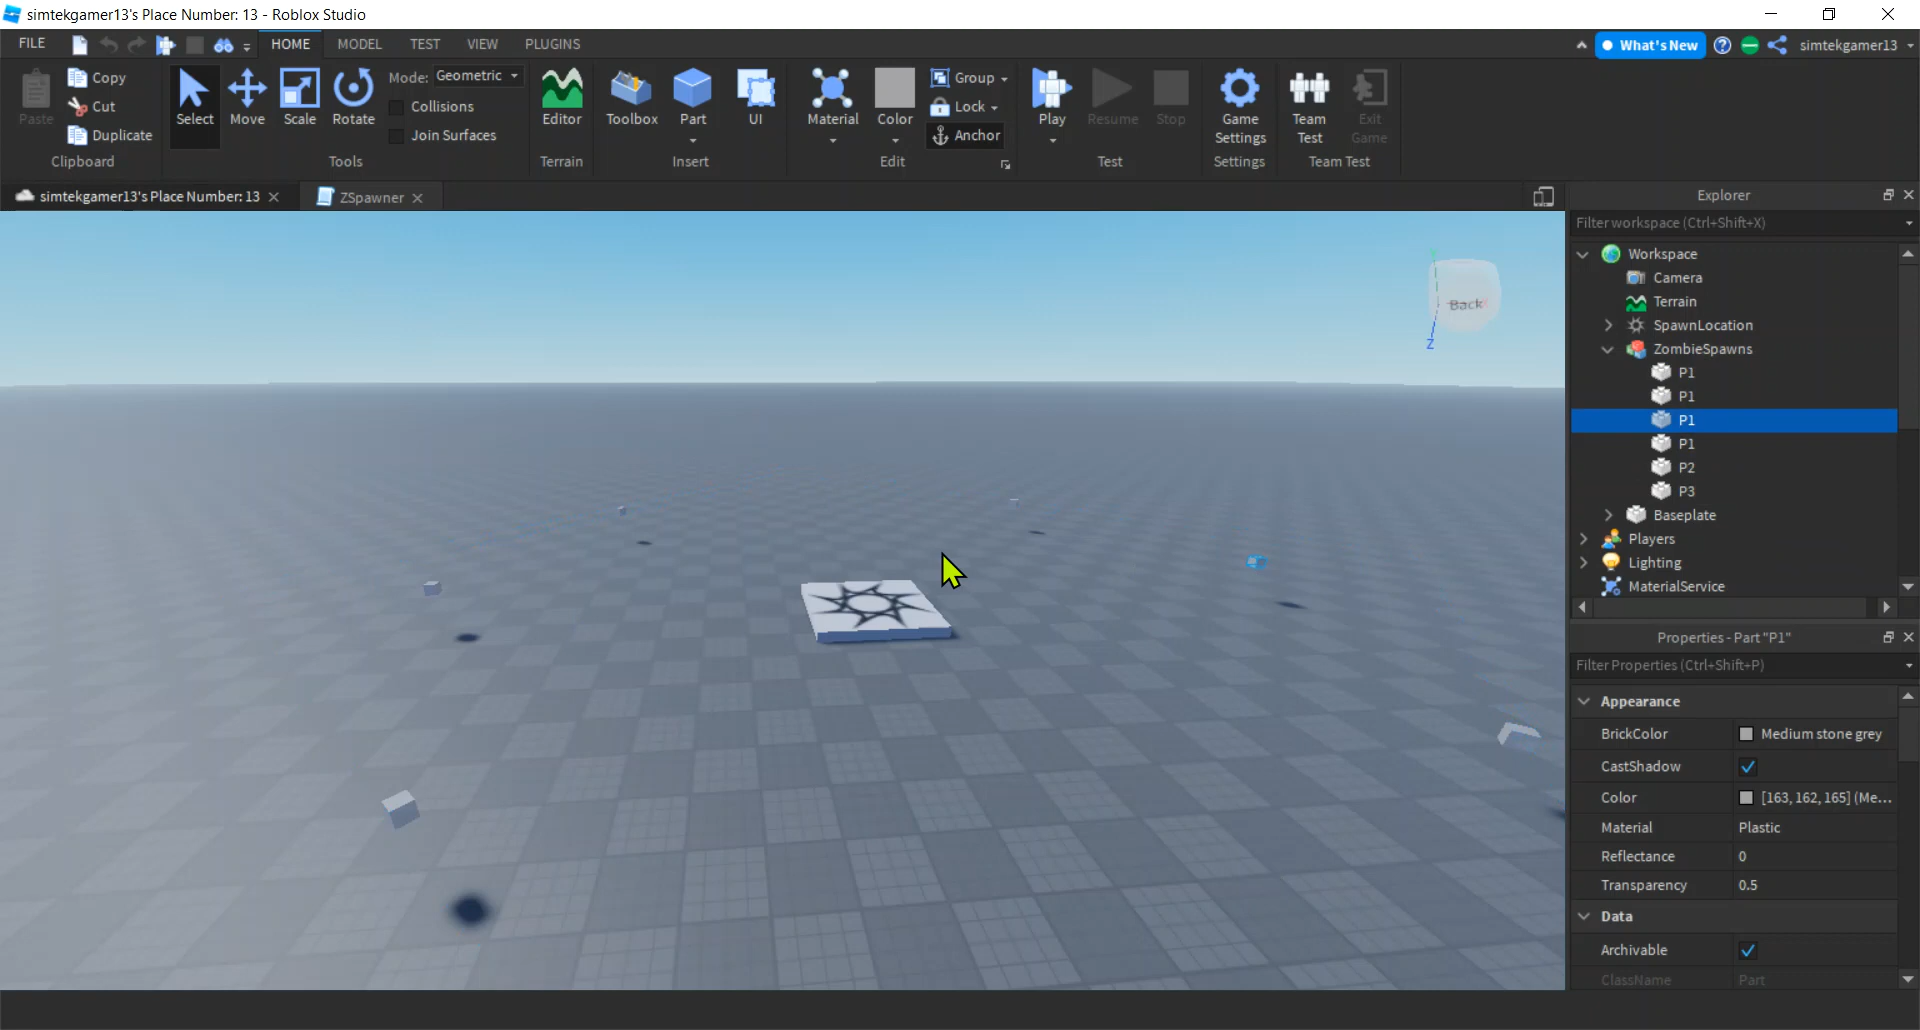 simtekgamer13's Place Number: 13 - Roblox Studio
FILE HOME MODEL TEST VIEW PLUGINS What's New simtekgamer13
Paste Copy Cut Duplicate
Clipboard
Select Move Scale Rotate
Mode: Geometric
Collisions
Join Surfaces
Tools
Editor
Terrain
Toolbox Part UI
Insert
Material Color
Group
Lock
Anchor
Edit
Play Resume Stop
Test
Game Settings
Settings
Team Test
Exit Game
Team Test
simtekgamer13's Place Number: 13
ZSpawner
Back
Z
Explorer
Filter workspace (Ctrl+Shift+X)
Workspace
Camera
Terrain
SpawnLocation
ZombieSpawns
P1
P1
P1
P1
P2
P3
Baseplate
Players
Lighting
MaterialService
Properties - Part "P1"
Filter Properties (Ctrl+Shift+P)
Appearance
BrickColor Medium stone grey
CastShadow
Color [163, 162, 165] (Me...
Material Plastic
Reflectance 0
Transparency 0.5
Data
Archivable
ClassName Part